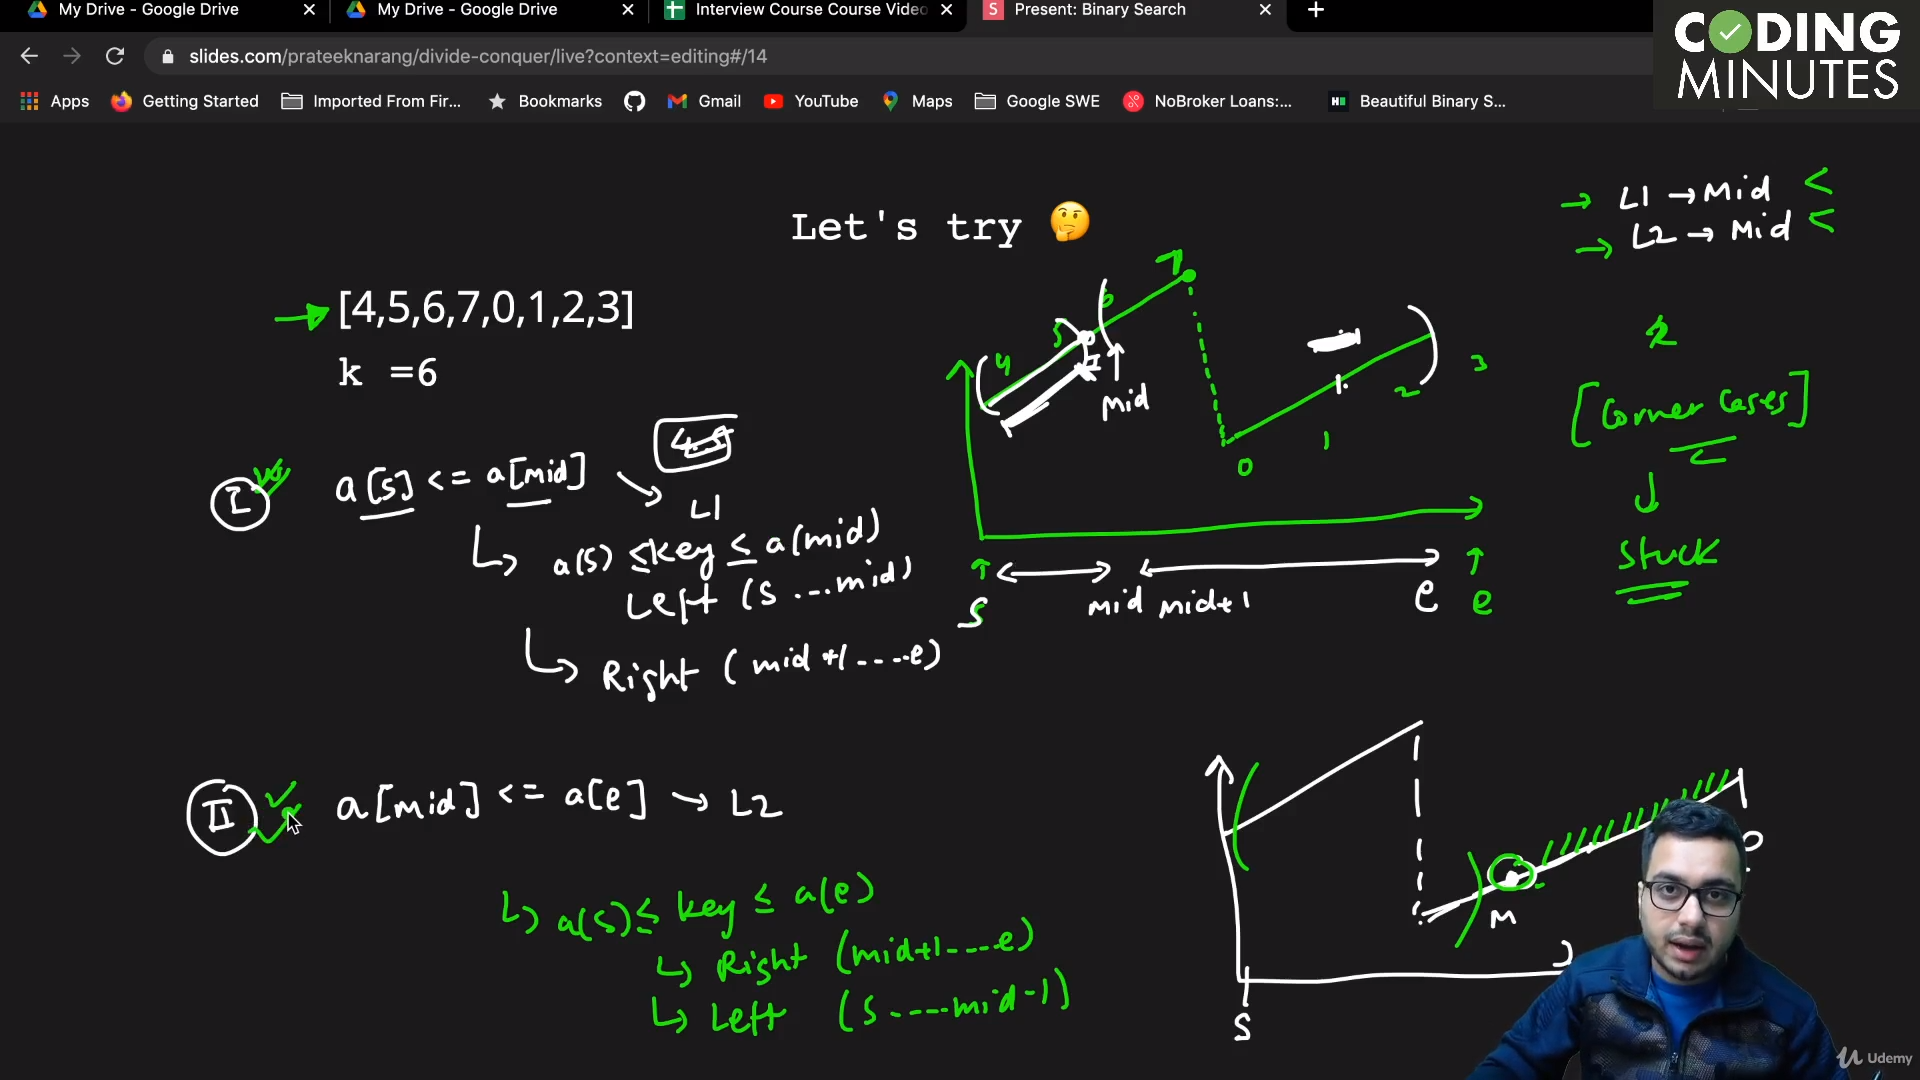 My Drive - Google Drive
My Drive - Google Drive
Interview Course Course Video
Present: Binary Search
slides.com/prateeknarang/divide-conquer/live?context=editing#/14
Apps
Getting Started
Imported From Fir...
Bookmarks
Gmail
YouTube
Maps
Google SWE
NoBroker Loans:...
Beautiful Binary S...
CODING
MINUTES
Let's try 🤔
→ L1 → Mid <
→ L2 → Mid <
→ [4,5,6,7,0,1,2,3]
k =6
4 5 6 7
mid
0 1 2 3
[Corner Cases]
↓
Stuck
I
a[s] <= a[mid]
L1
↳ a(s) ≤ key ≤ a(mid)
Left (s ... mid)
↳ Right (mid +1 ---- e)
s mid mid+1 e e
II
a[mid] <= a[e] → L2
↳ a(s) ≤ key ≤ a(e)
↳ Right (mid+1 ---- e)
↳ Left (s ---- mid-1)
M
s
Udemy